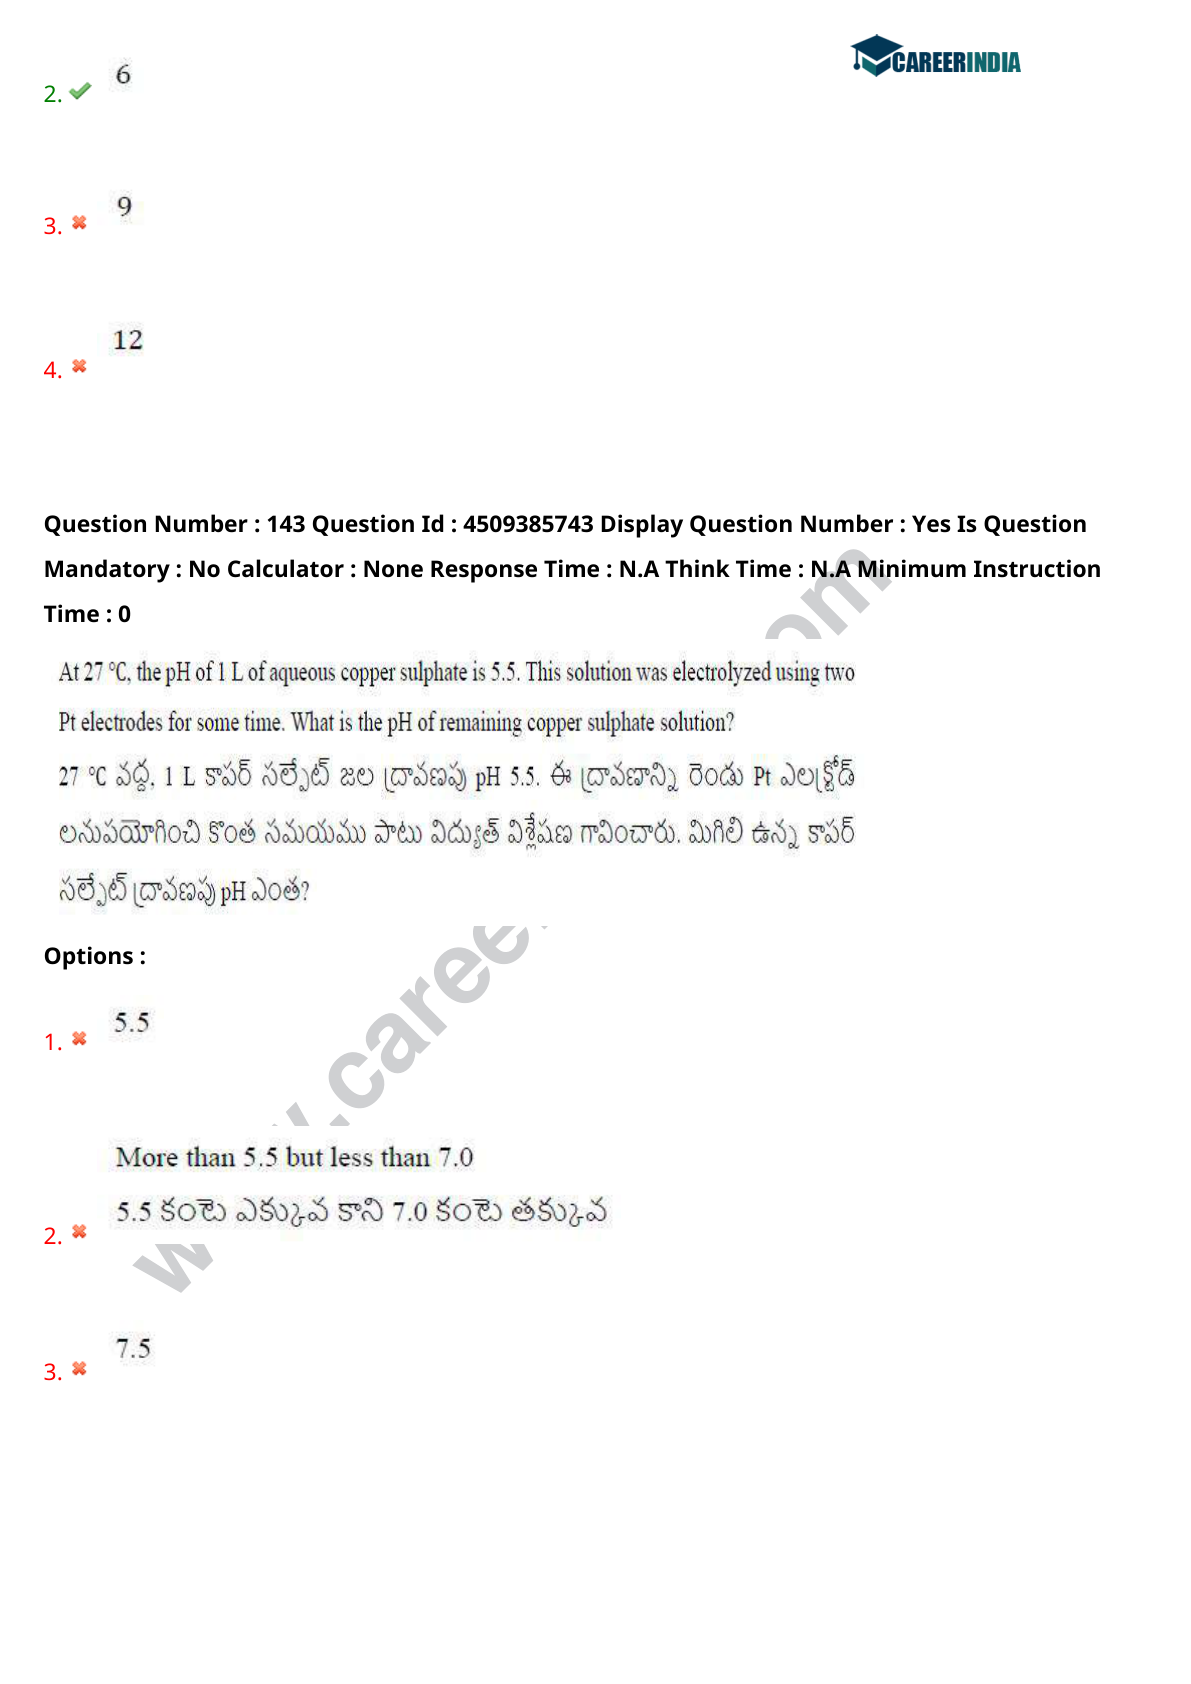 CAREERINDIA
6
2.
9
3.
12
4.
Question Number : 143 Question Id : 4509385743 Display Question Number : Yes Is Question
Mandatory : No Calculator : None Response Time : N.A Think Time : N.A Minimum Instruction
Time : 0
At 27 °C, the pH of 1 L of aqueous copper sulphate is 5.5. This solution was electrolyzed using two
Pt electrodes for some time. What is the pH of remaining copper sulphate solution?
27 °C వద్ద, 1 L కాపర్ సల్ఫేట్ జల ద్రావణపు pH 5.5. ఈ ద్రావణాన్ని రెండు Pt ఎలక్ట్రోడ్
లనుపయోగించి కొంత సమయము పాటు విద్యుత్ విశ్లేషణ గావించారు. మిగిలి ఉన్న కాపర్
సల్ఫేట్ ద్రావణపు pH ఎంత?
Options :
5.5
1.
More than 5.5 but less than 7.0
5.5 కంటె ఎక్కువ కాని 7.0 కంటె తక్కువ
2.
7.5
3.